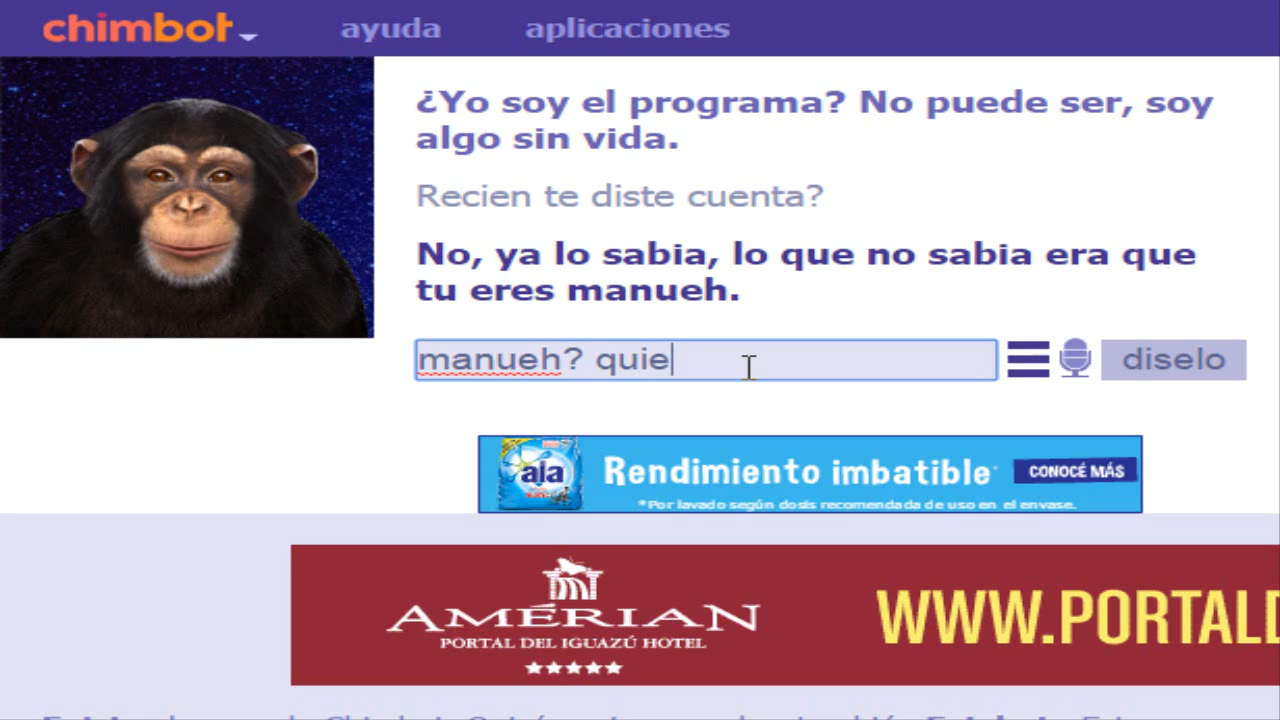 chimbot ayuda aplicaciones
¿Yo soy el programa? No puede ser, soy
algo sin vida.
Recien te diste cuenta?
No, ya lo sabia, lo que no sabia era que
tu eres manueh.
manueh? quie
diselo
ala
Rendimiento imbatible*
CONOCÉ MÁS
*Por lavado según dosis recomendada de uso en el envase.
AMÉRIAN
PORTAL DEL IGUAZÚ HOTEL
WWW.PORTALD